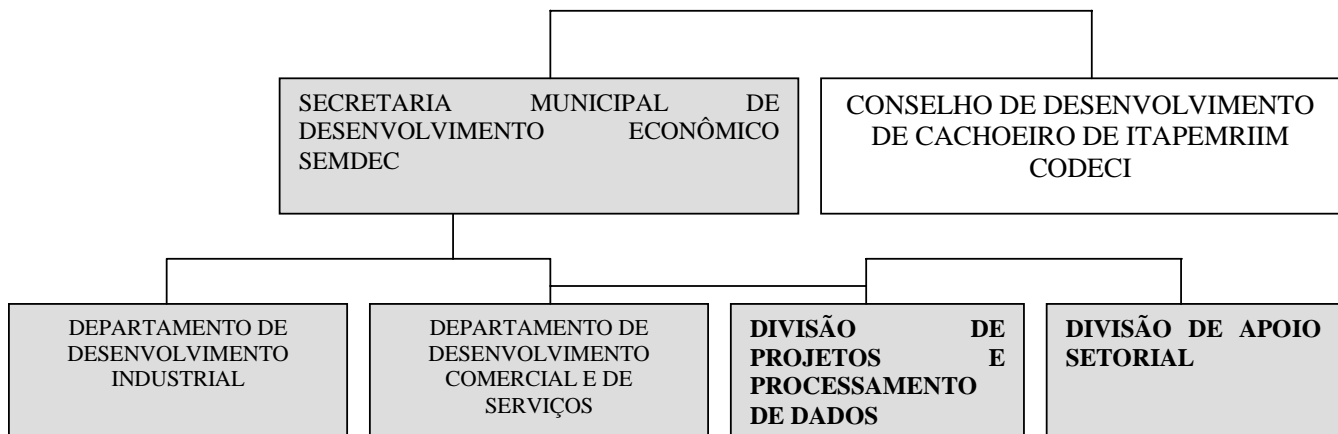 SECRETARIA MUNICIPAL DE
DESENVOLVIMENTO ECONÔMICO
SEMDEC
CONSELHO DE DESENVOLVIMENTO
DE CACHOEIRO DE ITAPEMRIIM
CODECI
DEPARTAMENTO DE
DESENVOLVIMENTO
INDUSTRIAL
DEPARTAMENTO DE
DESENVOLVIMENTO
COMERCIAL E DE
SERVIÇOS
DIVISÃO DE
PROJETOS E
PROCESSAMENTO
DE DADOS
DIVISÃO DE APOIO
SETORIAL